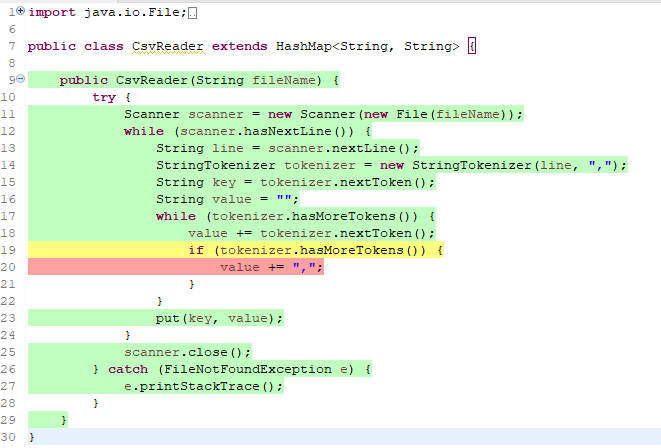 1 import java.io.File;
6
7 public class CsvReader extends HashMap<String, String> {
8
9     public CsvReader(String fileName) {
10         try {
11             Scanner scanner = new Scanner(new File(fileName));
12             while (scanner.hasNextLine()) {
13                 String line = scanner.nextLine();
14                 StringTokenizer tokenizer = new StringTokenizer(line, ",");
15                 String key = tokenizer.nextToken();
16                 String value = "";
17                 while (tokenizer.hasMoreTokens()) {
18                     value += tokenizer.nextToken();
19                     if (tokenizer.hasMoreTokens()) {
20                         value += ",";
21                     }
22                 }
23                 put(key, value);
24             }
25             scanner.close();
26         } catch (FileNotFoundException e) {
27             e.printStackTrace();
28         }
29     }
30 }